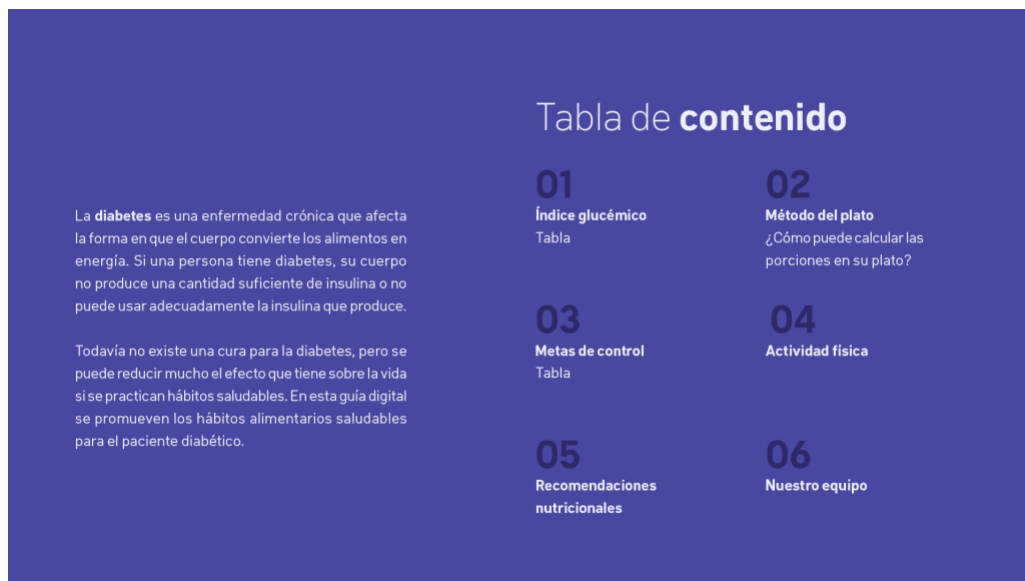 La diabetes es una enfermedad crónica que afecta
la forma en que el cuerpo convierte los alimentos en
energía. Si una persona tiene diabetes, su cuerpo
no produce una cantidad suficiente de insulina o no
puede usar adecuadamente la insulina que produce.
Todavía no existe una cura para la diabetes, pero se
puede reducir mucho el efecto que tiene sobre la vida
si se practican hábitos saludables. En esta guía digital
se promueven los hábitos alimentarios saludables
para el paciente diabético.
Tabla de contenido
01
Índice glucémico
Tabla
02
Método del plato
¿Cómo puede calcular las
porciones en su plato?
03
Metas de control
Tabla
04
Actividad física
05
Recomendaciones
nutricionales
06
Nuestro equipo